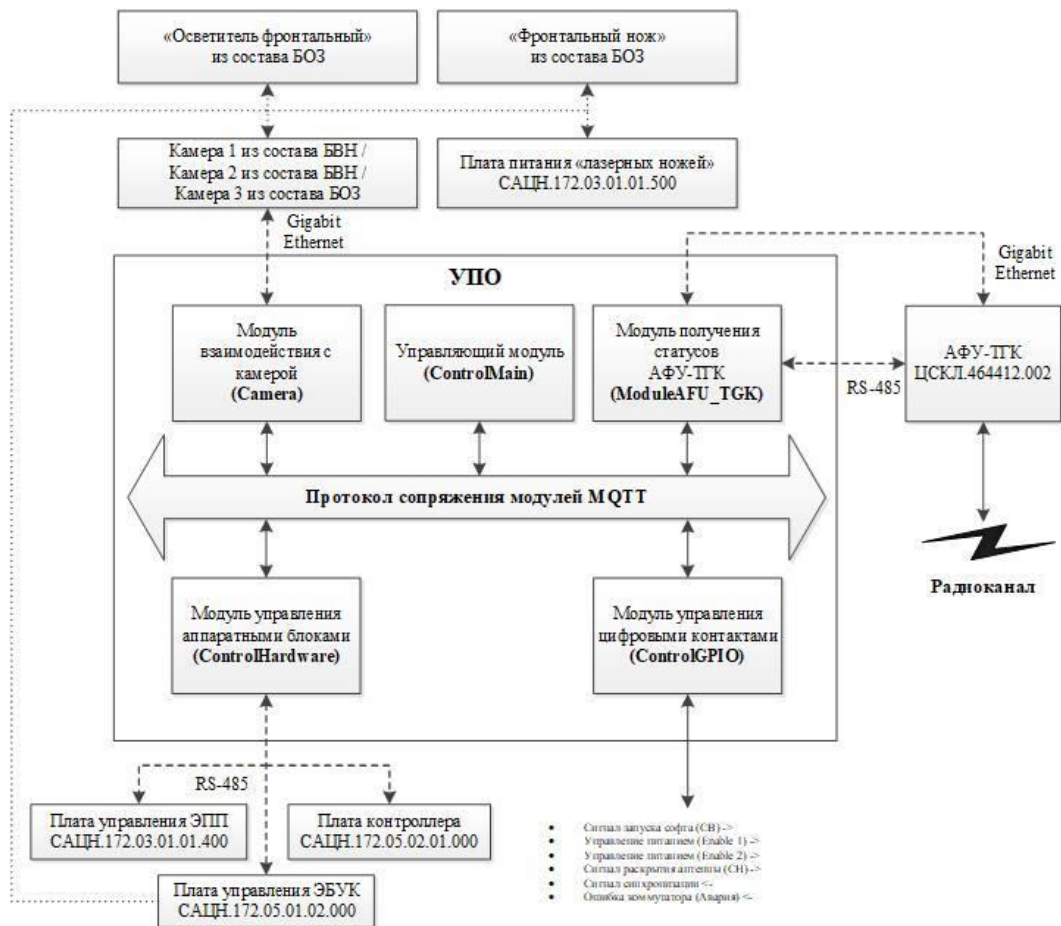 «Осветитель фронтальный»
из состава БОЗ
«Фронтальный нож»
из состава БОЗ
Камера 1 из состава БВН /
Камера 2 из состава БВН /
Камера 3 из состава БОЗ
Плата питания «лазерных ножей»
САЦН.172.03.01.01.500
Gigabit
Ethernet
УПО
Gigabit
Ethernet
Модуль
взаимодействия с
камерой
(Camera)
Управляющий модуль
(ControlMain)
Модуль получения
статусов
АФУ-ТГК
(ModuleAFU_TGK)
RS-485
АФУ-ТГК
ЦСКЛ.464412.002
Протокол сопряжения модулей MQTT
Радиоканал
Модуль управления
аппаратными блоками
(ControlHardware)
Модуль управления
цифровыми контактами
(ControlGPIO)
RS-485
Плата управления ЭПП
САЦН.172.03.01.01.400
Плата контроллера
САЦН.172.05.02.01.000
Плата управления ЭБУК
САЦН.172.05.01.02.000
• Сигнал запуска софта (СВ) ->
• Управление питанием (Enable 1) ->
• Управление питанием (Enable 2) ->
• Сигнал раскрытия антенны (СН) ->
• Сигнал синхронизации <-
• Ошибка коммутатора (Авария) <-